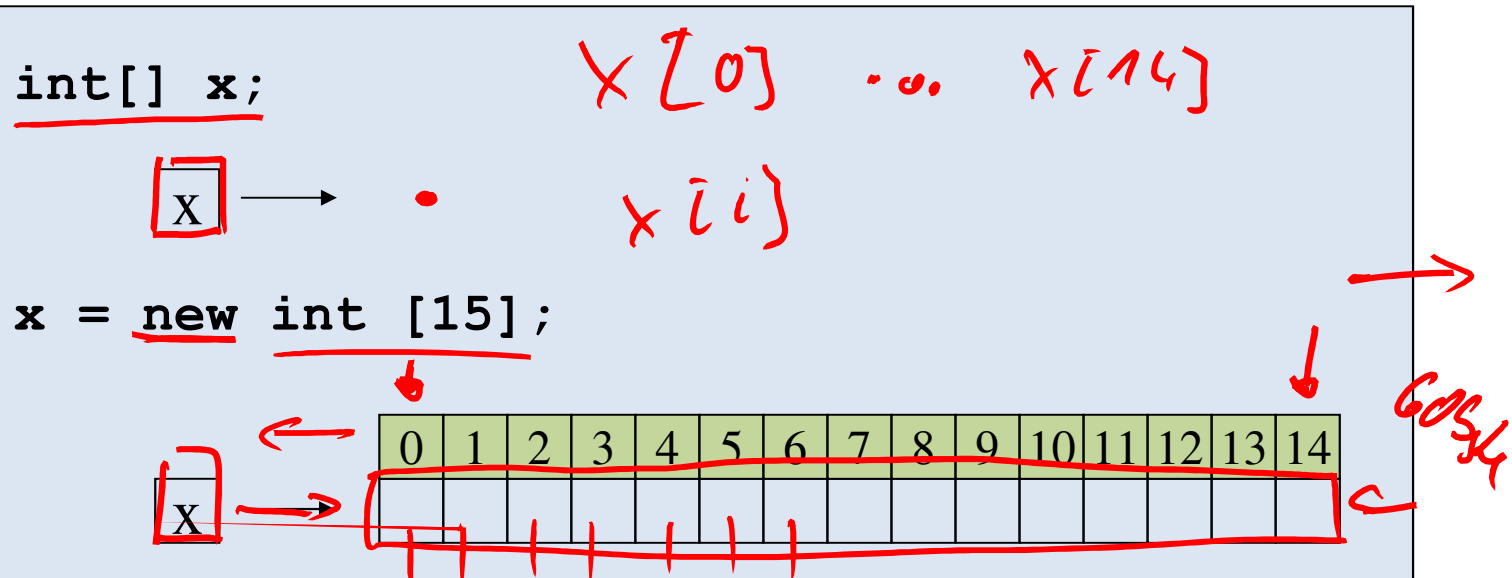 int[] x;
x[0] ... x[14]
x
x[i]
x = new int [15];
0 1 2 3 4 5 6 7 8 9 10 11 12 13 14
x